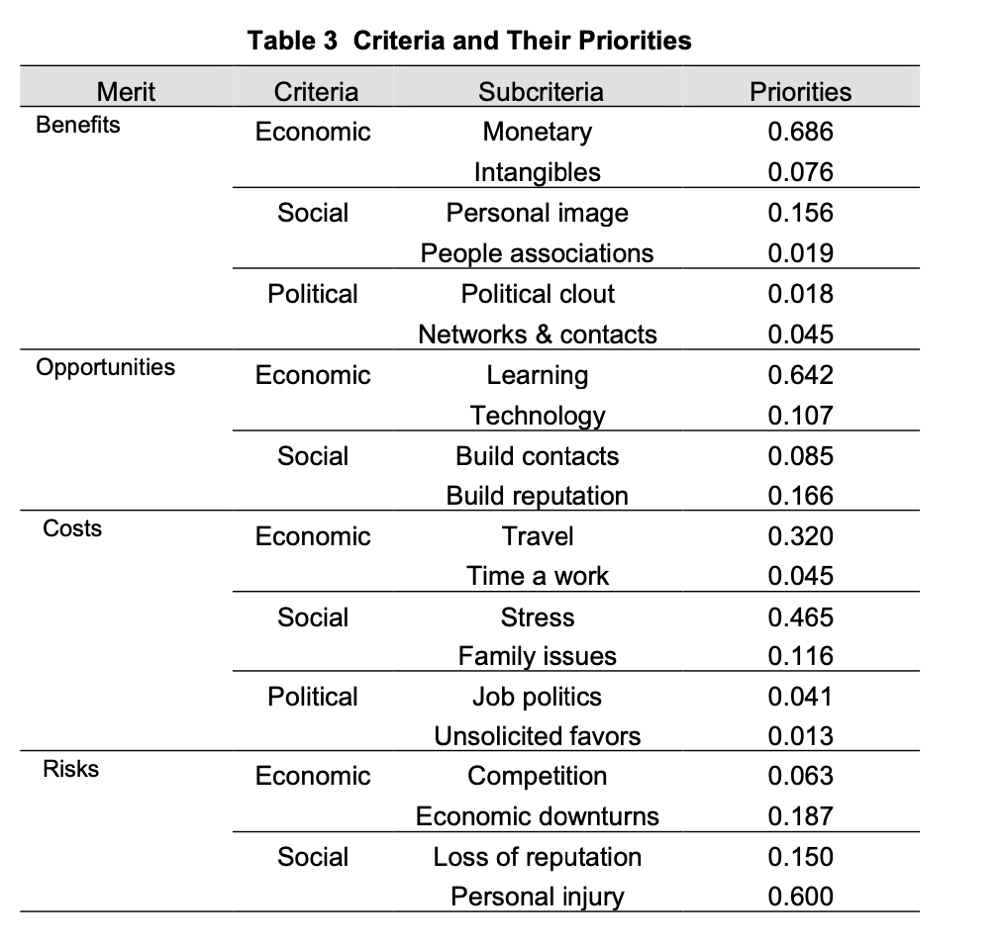 Table 3 Criteria and Their Priorities
Merit Criteria Subcriteria Priorities
Benefits Economic Monetary 0.686
Intangibles 0.076
Social Personal image 0.156
People associations 0.019
Political Political clout 0.018
Networks & contacts 0.045
Opportunities Economic Learning 0.642
Technology 0.107
Social Build contacts 0.085
Build reputation 0.166
Costs Economic Travel 0.320
Time a work 0.045
Social Stress 0.465
Family issues 0.116
Political Job politics 0.041
Unsolicited favors 0.013
Risks Economic Competition 0.063
Economic downturns 0.187
Social Loss of reputation 0.150
Personal injury 0.600